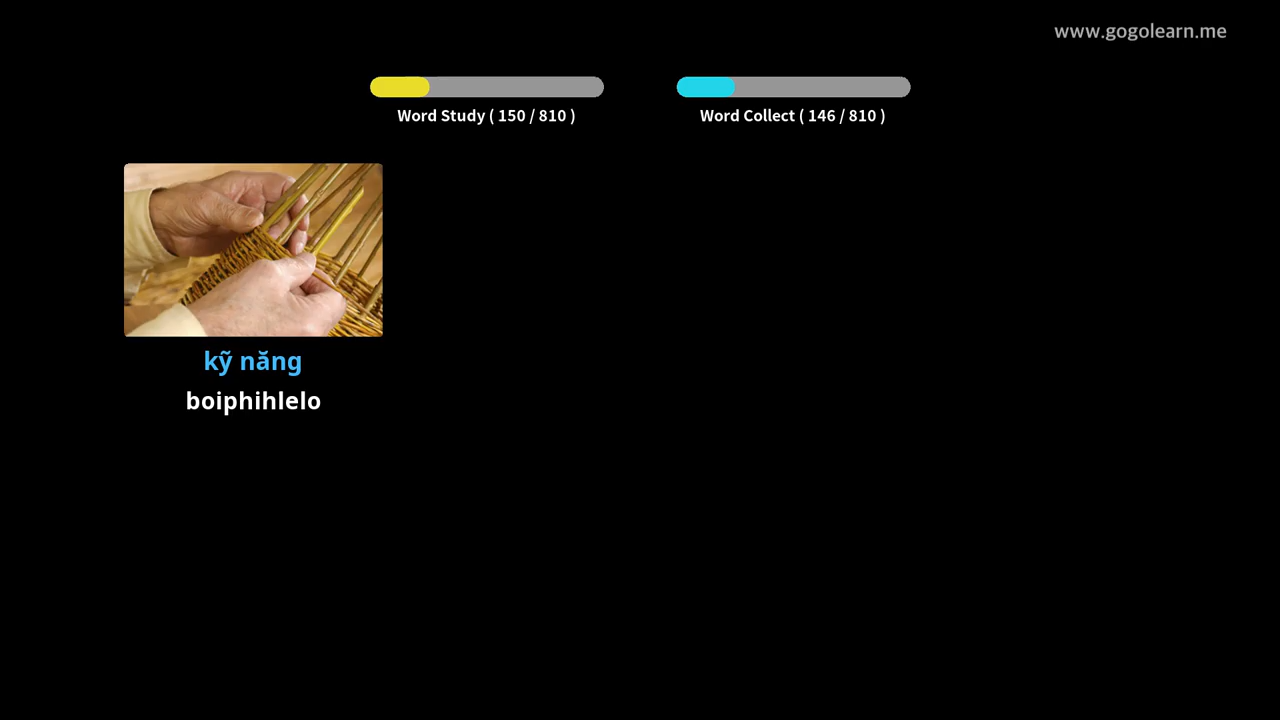 www.gogolearn.me
Word Study ( 150 / 810 )
Word Collect ( 146 / 810 )
kỹ năng
boiphihlelo